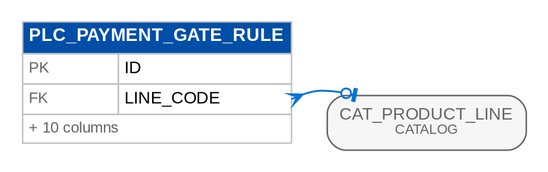 PLC_PAYMENT_GATE_RULE
PK ID
FK LINE_CODE
+ 10 columns
CAT_PRODUCT_LINE
CATALOG